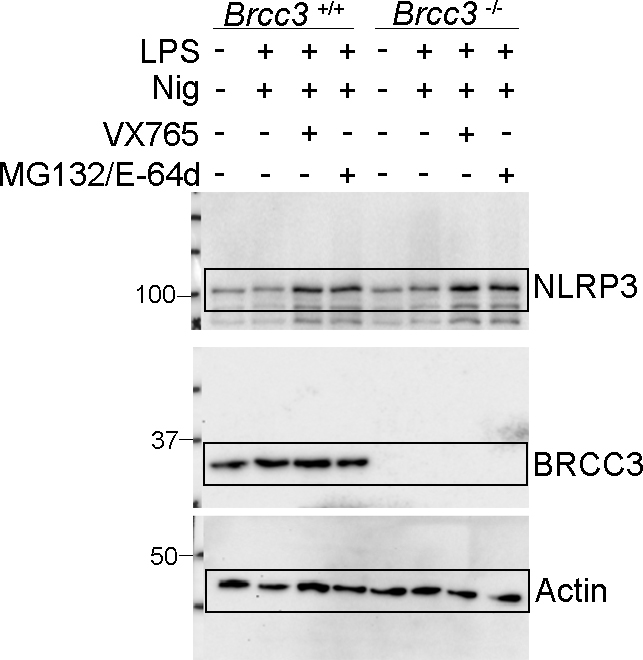 Brcc3 +/+ Brcc3 -/-
LPS - + + + - + + +
Nig - + + + - + + +
VX765 - - + - - - + -
MG132/E-64d - - - + - - - +
100 NLRP3
37
BRCC3
50
Actin